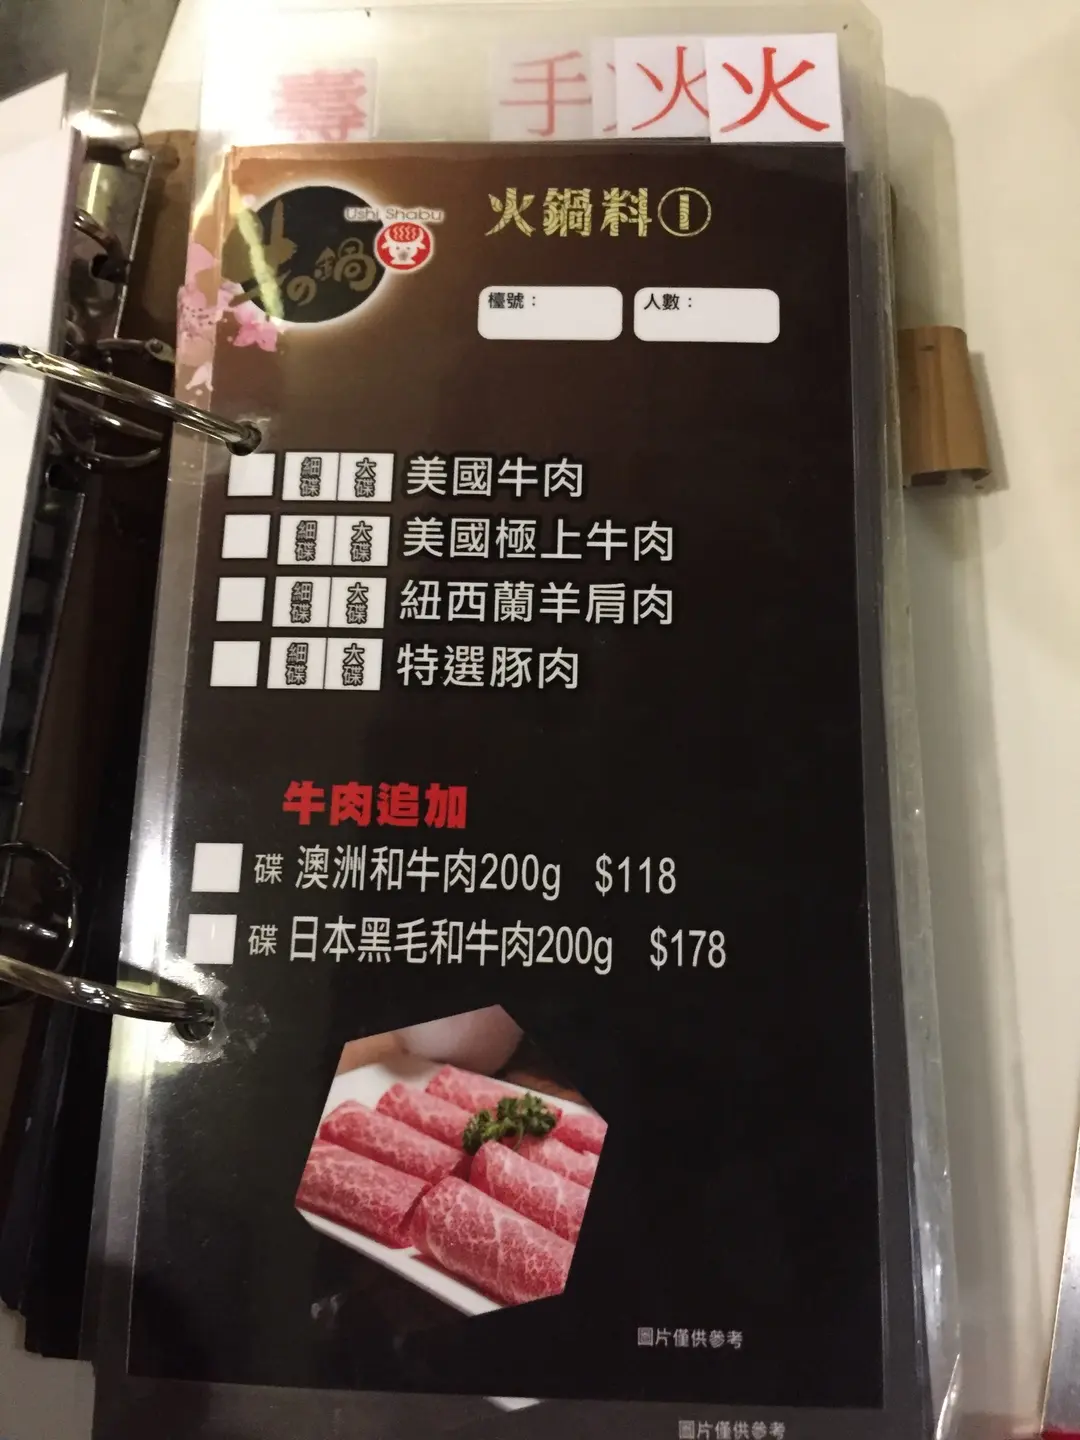 壽 手 火 火
Ushi Shabu
牛の鍋
火鍋料①
檯號：
人數：
細碟 大碟 美國牛肉
細碟 大碟 美國極上牛肉
細碟 大碟 紐西蘭羊肩肉
細碟 大碟 特選豚肉
牛肉追加
碟 澳洲和牛肉200g $118
碟 日本黑毛和牛肉200g $178
圖片僅供參考
圖片僅供參考